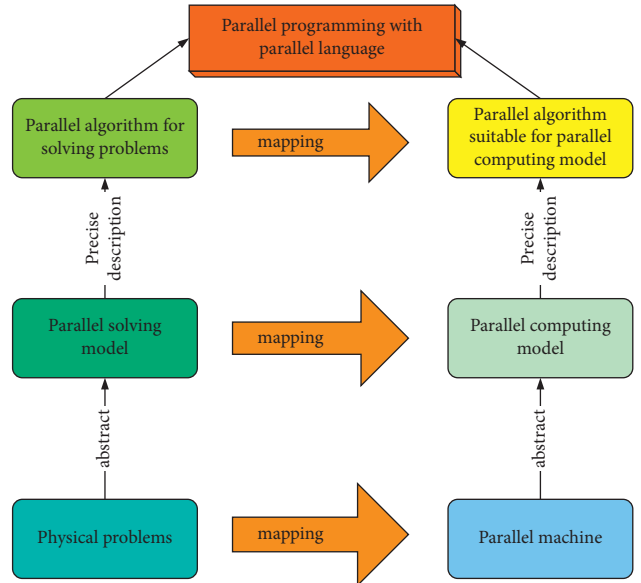 Parallel programming with
parallel language
Parallel algorithm for
solving problems
mapping
Parallel algorithm
suitable for parallel
computing model
Precise
description
Precise
description
Parallel solving
model
mapping
Parallel computing
model
abstract
abstract
Physical problems
mapping
Parallel machine